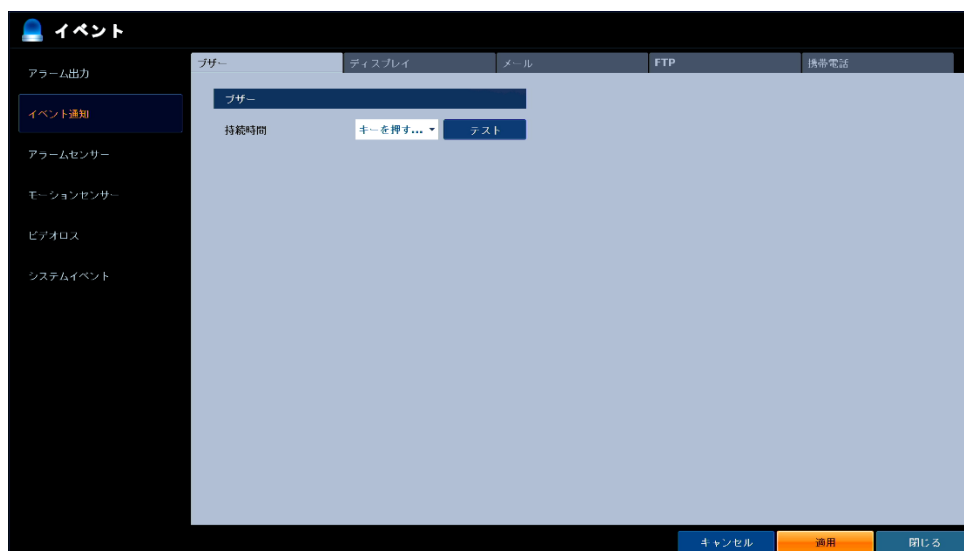 イベント
アラーム出力
イベント通知
アラームセンサー
モーションセンサー
ビデオロス
システムイベント
ブザー ディスプレイ メール FTP 携帯電話
ブザー
持続時間 キーを押す... テスト
キャンセル 適用 閉じる